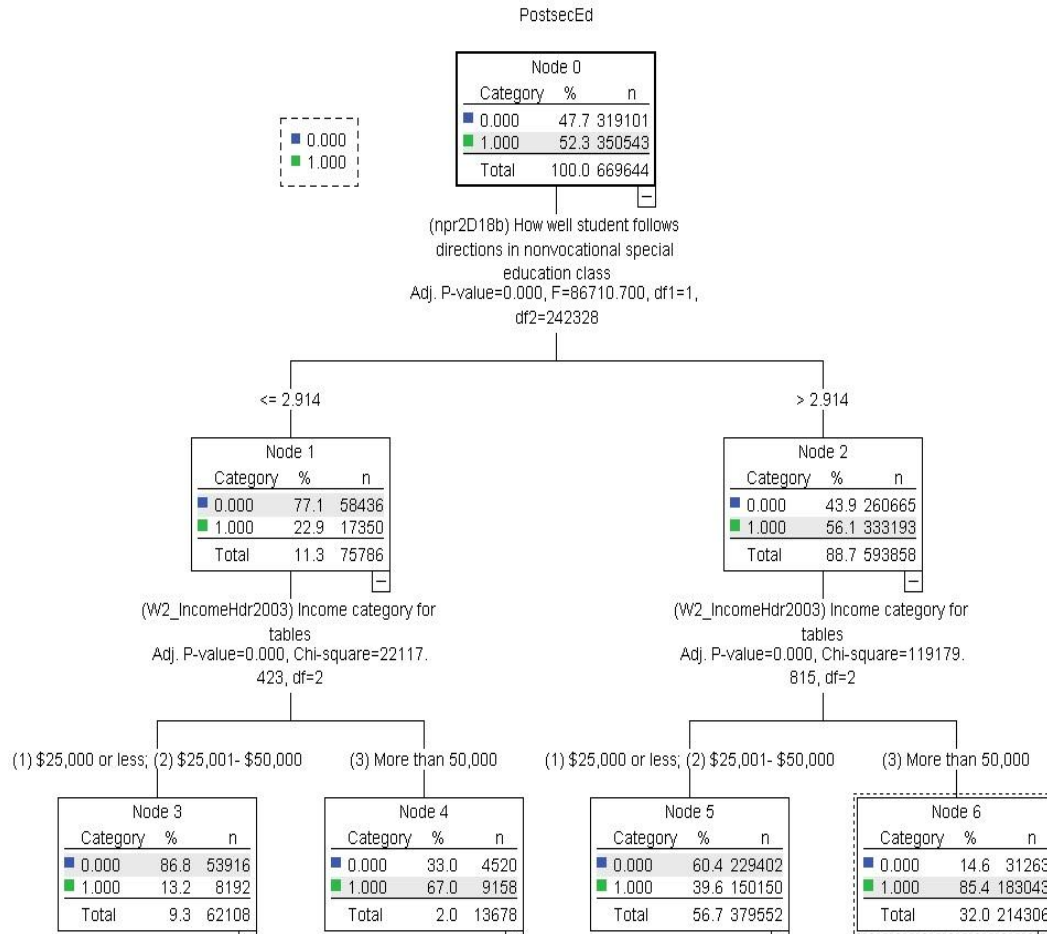 PostsecEd
Node 0
Category % n
0.000 47.7 319101
1.000 52.3 350543
Total 100.0 669644
0.000
1.000
(npr2D18b) How well student follows
directions in nonvocational special
education class
Adj. P-value=0.000, F=86710.700, df1=1,
df2=242328
<= 2.914
> 2.914
Node 1
Category % n
0.000 77.1 58436
1.000 22.9 17350
Total 11.3 75786
Node 2
Category % n
0.000 43.9 260665
1.000 56.1 333193
Total 88.7 593858
(W2_IncomeHdr2003) Income category for
tables
Adj. P-value=0.000, Chi-square=22117.
423, df=2
(W2_IncomeHdr2003) Income category for
tables
Adj. P-value=0.000, Chi-square=119179.
815, df=2
(1) $25,000 or less; (2) $25,001- $50,000
(3) More than 50,000
(1) $25,000 or less; (2) $25,001- $50,000
(3) More than 50,000
Node 3
Category % n
0.000 86.8 53916
1.000 13.2 8192
Total 9.3 62108
Node 4
Category % n
0.000 33.0 4520
1.000 67.0 9158
Total 2.0 13678
Node 5
Category % n
0.000 60.4 229402
1.000 39.6 150150
Total 56.7 379552
Node 6
Category % n
0.000 14.6 31263
1.000 85.4 183043
Total 32.0 214306